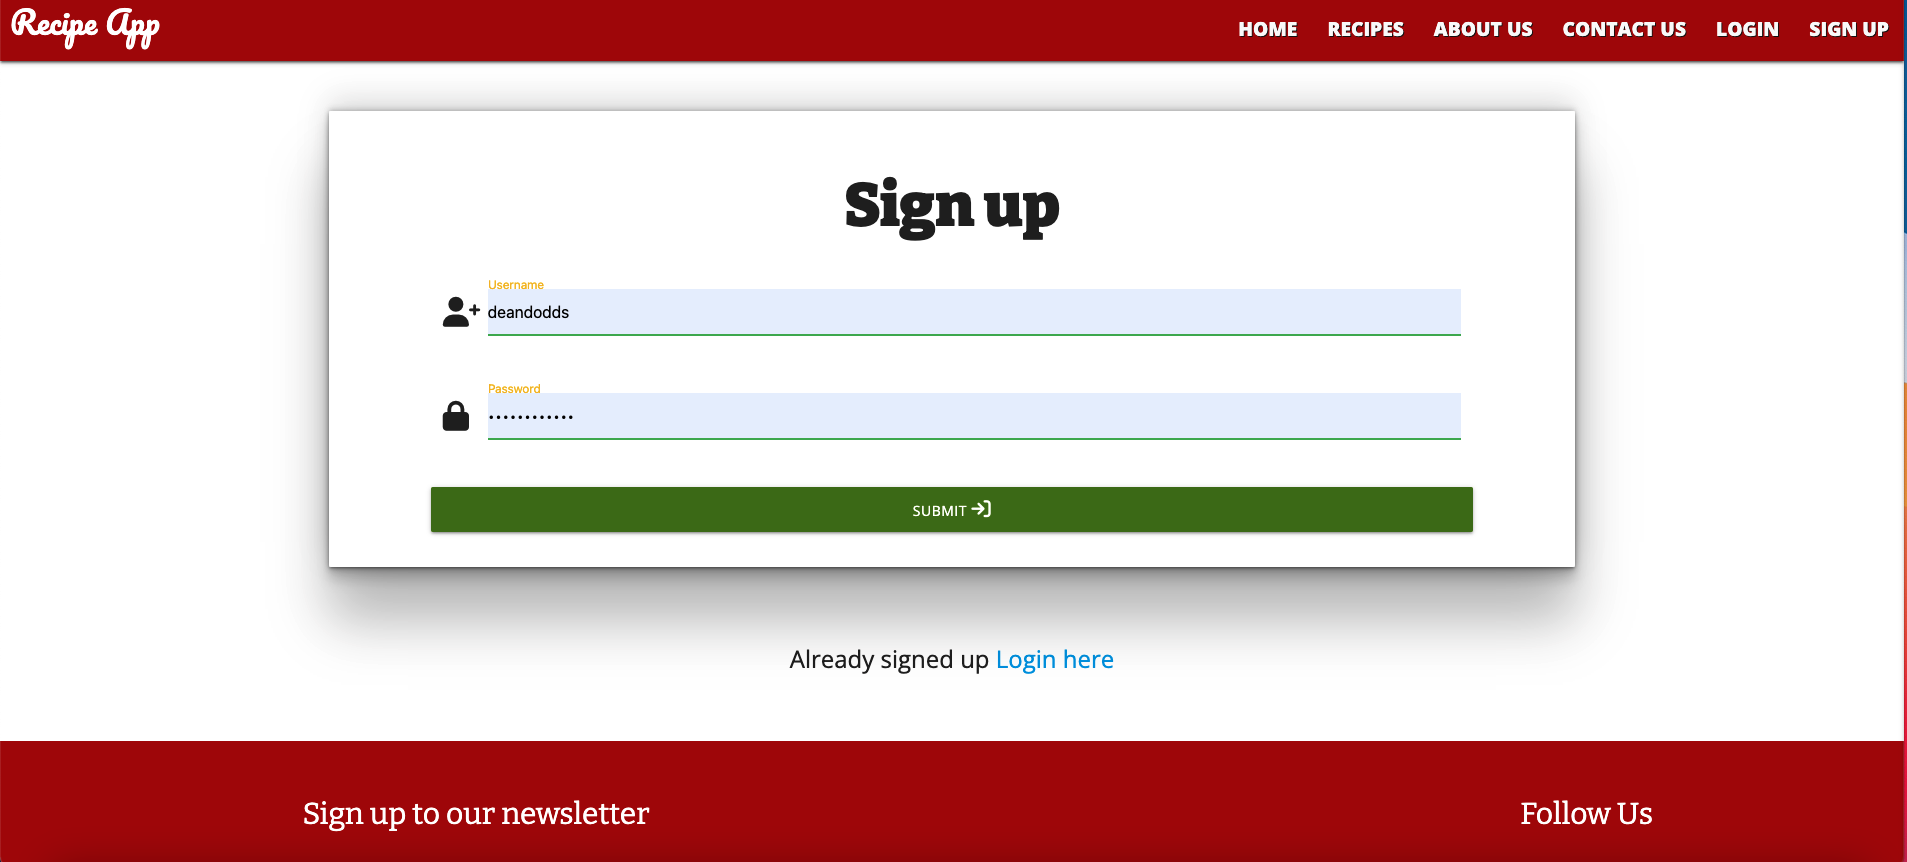 Recipe App
HOME RECIPES ABOUT US CONTACT US LOGIN SIGN UP
Sign up
Username
deandodds
Password
••••••••••••
SUBMIT
Already signed up Login here
Sign up to our newsletter
Follow Us